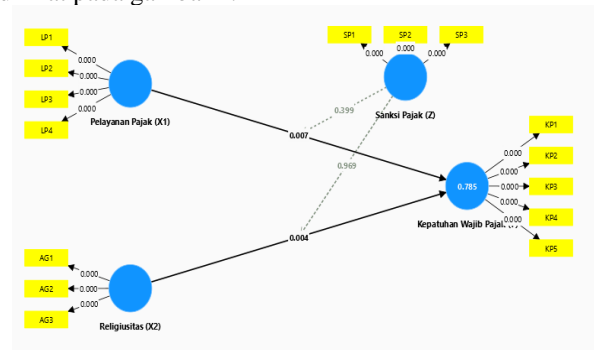 LP1
LP2
LP3
LP4
0.000
0.000
0.000
0.000
Pelayanan Pajak (X1)
SP1
SP2
SP3
0.000
0.000
0.000
Sanksi Pajak (Z)
0.399
0.007
0.969
0.004
0.785
Kepatuhan Wajib Pajak
KP1
KP2
KP3
KP4
KP5
0.000
0.000
0.000
0.000
0.000
AG1
AG2
AG3
0.000
0.000
0.000
Religiusitas (X2)